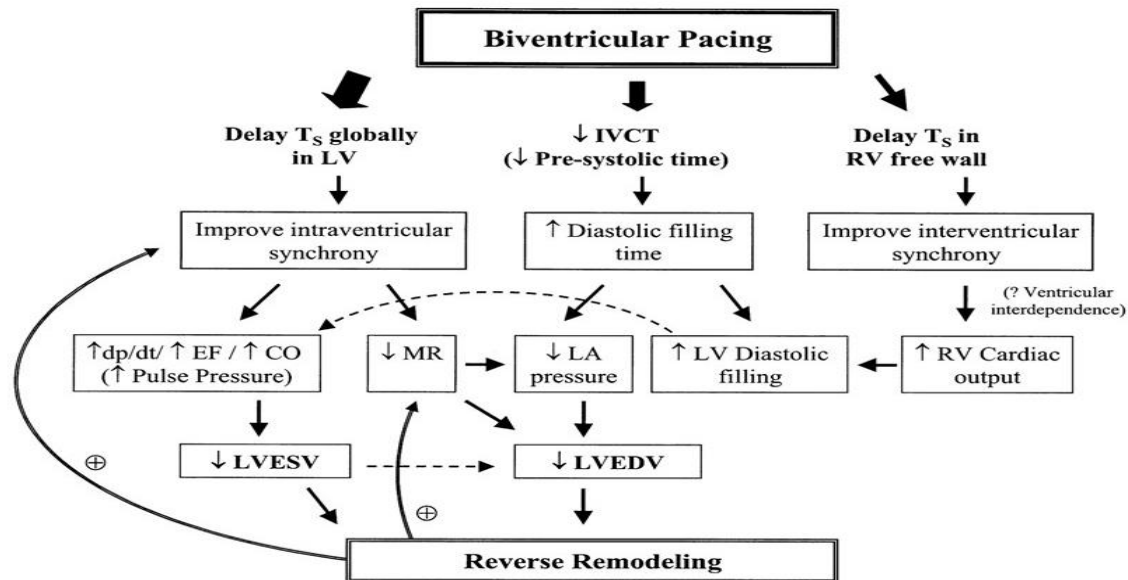 Biventricular Pacing
Delay T_S globally
in LV
↓ IVCT
(↓ Pre-systolic time)
Delay T_S in
RV free wall
Improve intraventricular
synchrony
↑ Diastolic filling
time
Improve interventricular
synchrony
(? Ventricular
interdependence)
↑dp/dt/ ↑ EF / ↑ CO
(↑ Pulse Pressure)
↓ MR
↓ LA
pressure
↑ LV Diastolic
filling
↑ RV Cardiac
output
↓ LVESV
↓ LVEDV
⊕
⊕
Reverse Remodeling